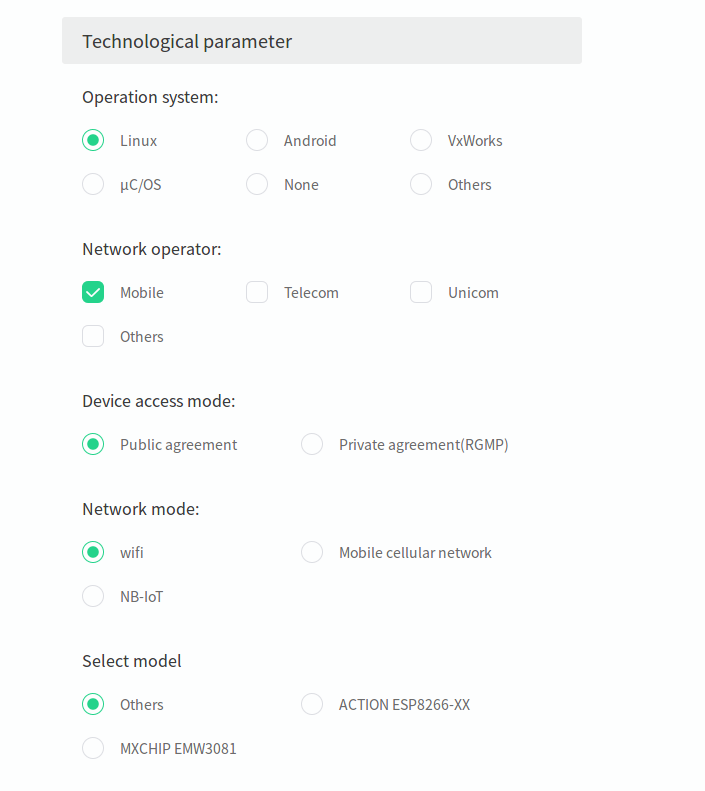 Technological parameter
Operation system:
Linux Android VxWorks
μC/OS None Others
Network operator:
Mobile Telecom Unicom
Others
Device access mode:
Public agreement Private agreement(RGMP)
Network mode:
wifi Mobile cellular network
NB-IoT
Select model
Others ACTION ESP8266-XX
MXCHIP EMW3081